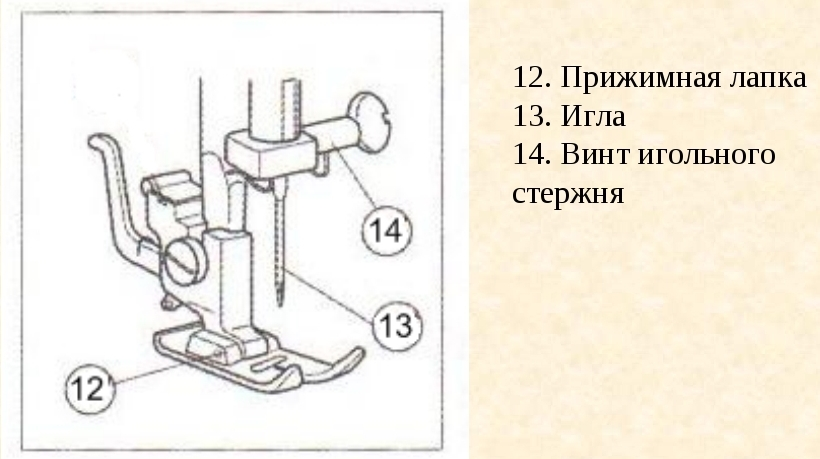 12. Прижимная лапка
13. Игла
14. Винт игольного
стержня
14
13
12